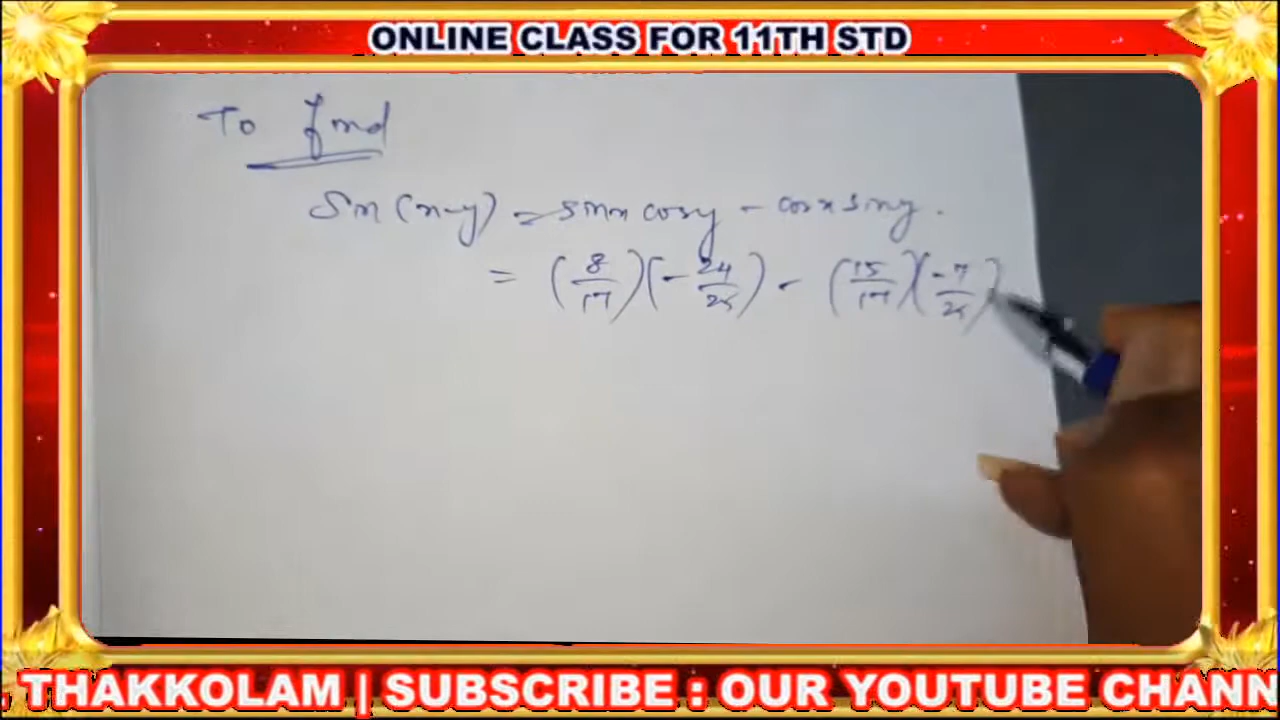 ONLINE CLASS FOR 11TH STD
To find
Sin (x-y) = sinx cosy - cosx siny.
= (8/17)(-24/25) - (15/17)(-7/25)
, THAKKOLAM | SUBSCRIBE : OUR YOUTUBE CHANN